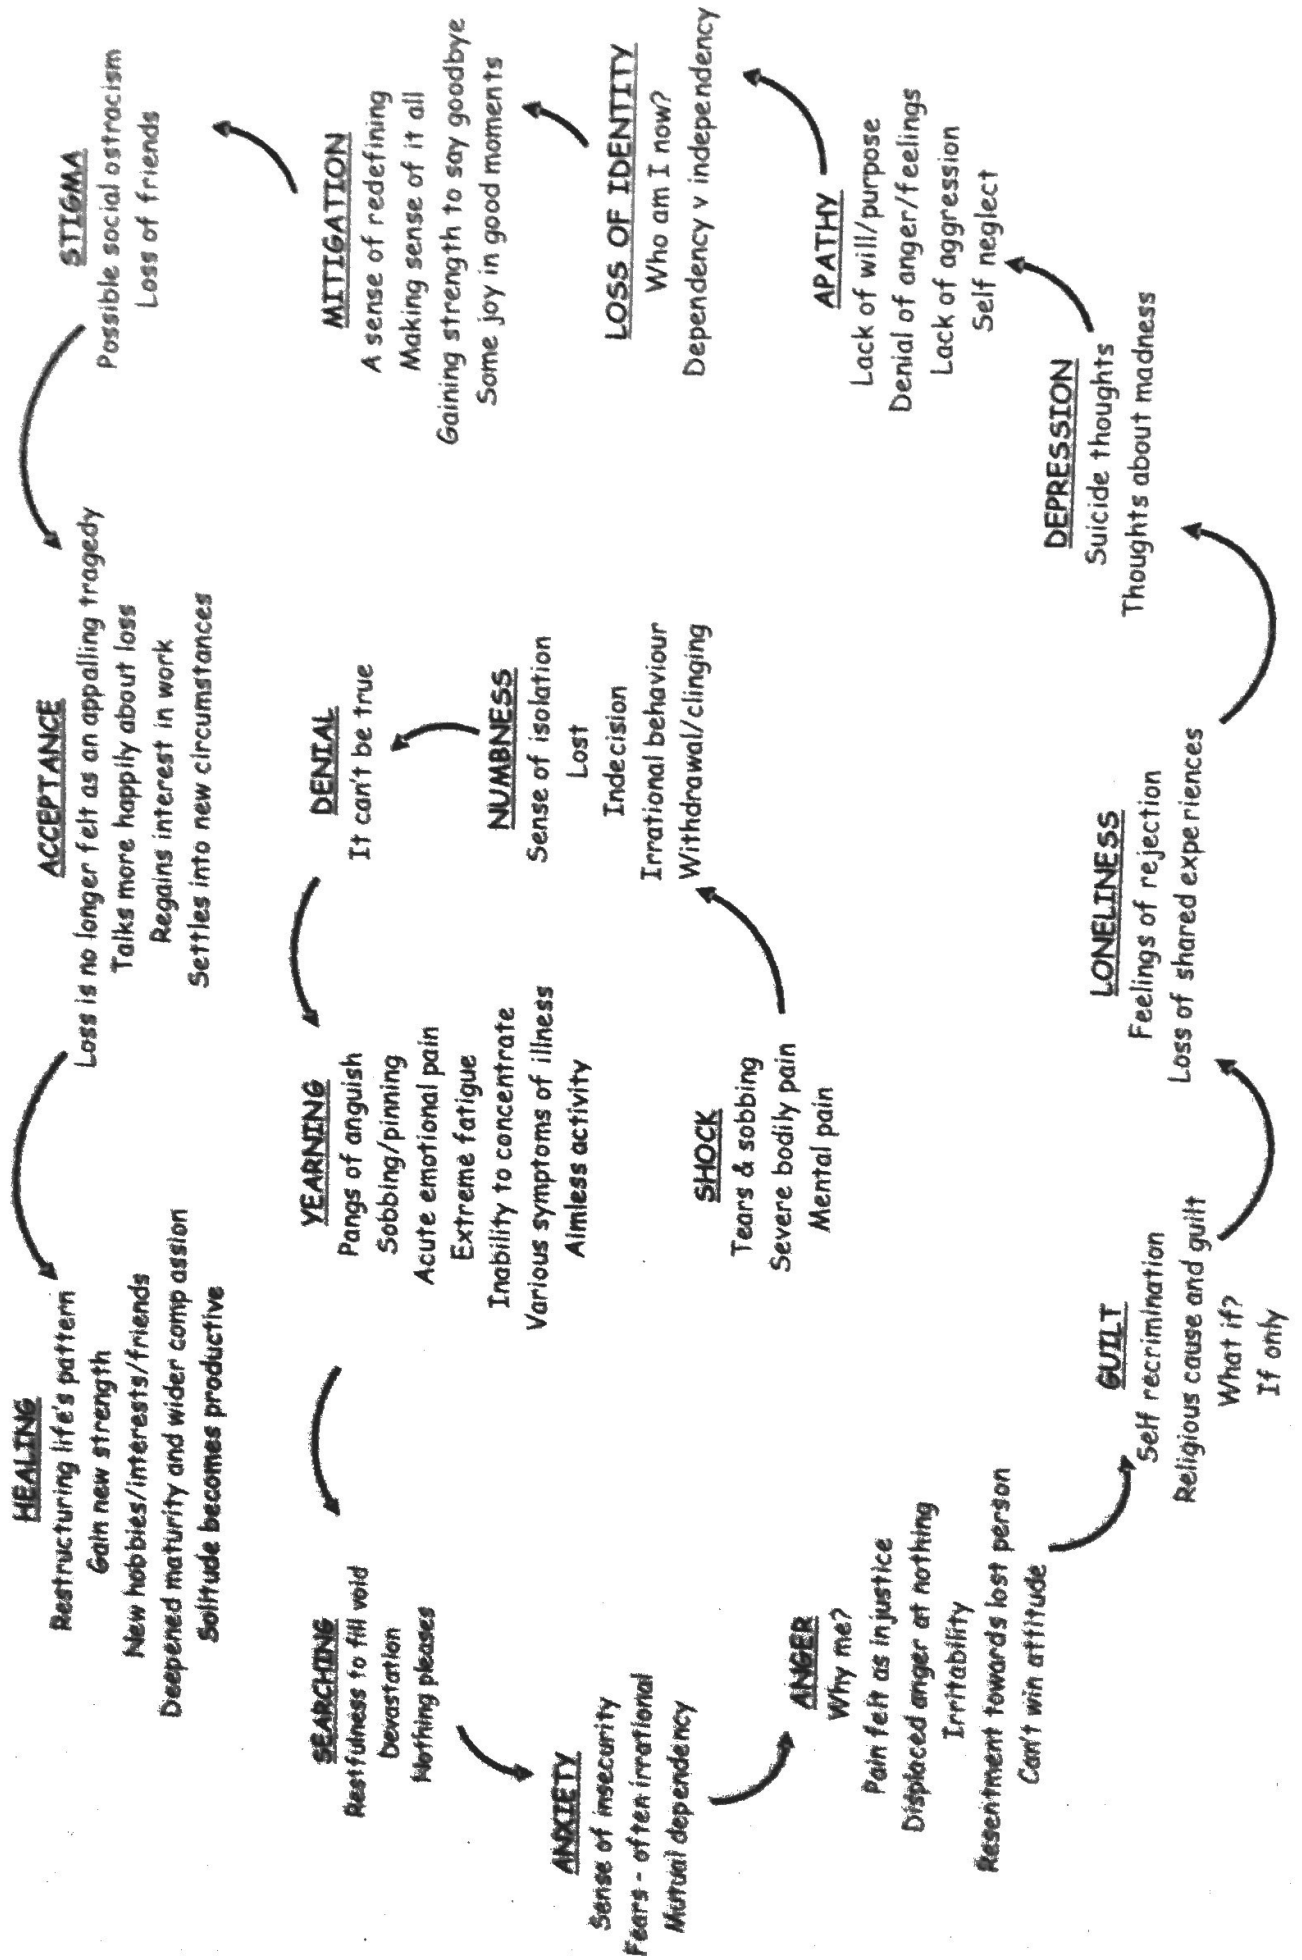 SHOCK
Tears & sobbing
Severe bodily pain
Mental pain
NUMBNESS
Sense of isolation
Lost
Indecision
Irrational behaviour
Withdrawal/clinging
DENIAL
It can't be true
YEARNING
Pangs of anguish
Sobbing/pinning
Acute emotional pain
Extreme fatigue
Inability to concentrate
Various symptoms of illness
Aimless activity
SEARCHING
Restfulness to fill void
Devastation
Nothing pleases
ANXIETY
Sense of insecurity
Fears - often irrational
Mutual dependency
ANGER
Why me?
Pain felt as injustice
Displaced anger at nothing
Irritability
Resentment towards lost person
Can't win attitude
GUILT
Self recrimination
Religious cause and guilt
What if?
If only
LONELINESS
Feelings of rejection
Loss of shared experiences
DEPRESSION
Suicide thoughts
Thoughts about madness
APATHY
Lack of will/purpose
Denial of anger/feelings
Lack of aggression
Self neglect
LOSS OF IDENTITY
Who am I now?
Dependency v independency
MITIGATION
A sense of redefining
Making sense of it all
Gaining strength to say goodbye
Some joy in good moments
STIGMA
Possible social ostracism
Loss of friends
ACCEPTANCE
Loss is no longer felt as an appalling tragedy
Talks more happily about loss
Regains interest in work
Settles into new circumstances
HEALING
Restructuring life's pattern
Gain new strength
New hobbies/interests/friends
Deepened maturity and wider comp assion
Solitude becomes productive